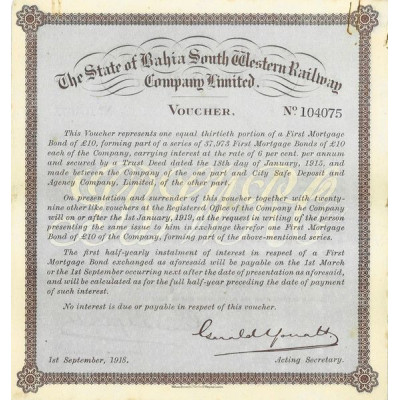 The State of Bahia South Western Railway
Company Limited.
VOUCHER. No 104075
This Voucher represents one equal thirtieth portion of a First Mortgage
Bond of £10, forming part of a series of 37,975 First Mortgage Bonds of £10
each of the Company, carrying interest at the rate of 6 per cent. per annum
and secured by a Trust Deed dated the 18th day of January, 1915, and
made between the Company of the one part and City Safe Deposit and
Agency Company, Limited, of the other part.
On presentation and surrender of this voucher together with twenty-
nine other like vouchers at the Registered Office of the Company the Company
will on or after the 1st January, 1919, at the request in writing of the person
presenting the same issue to him in exchange therefor one First Mortgage
Bond of £10 of the Company, forming part of the above-mentioned series.
The first half-yearly instalment of interest in respect of a First
Mortgage Bond exchanged as aforesaid will be payable on the 1st March
or the 1st September occurring next after the date of presentation as aforesaid,
and will be calculated as for the full half-year preceding the date of payment
of such interest.
No interest is due or payable in respect of this voucher.
1st September, 1915. Acting Secretary.